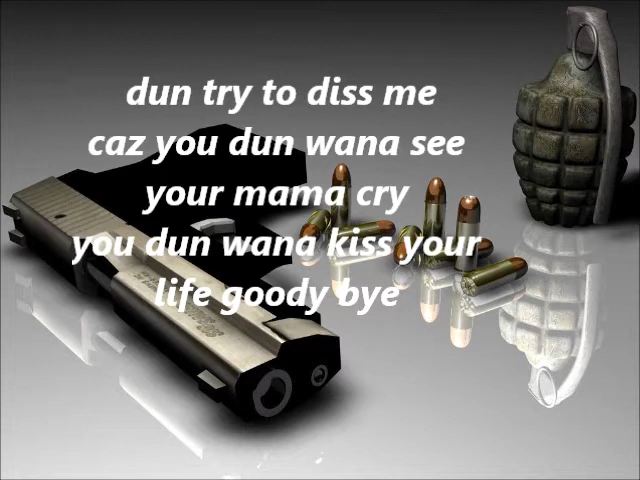 dun try to diss me
caz you dun wana see
your mama cry
you dun wana kiss your
life goody bye